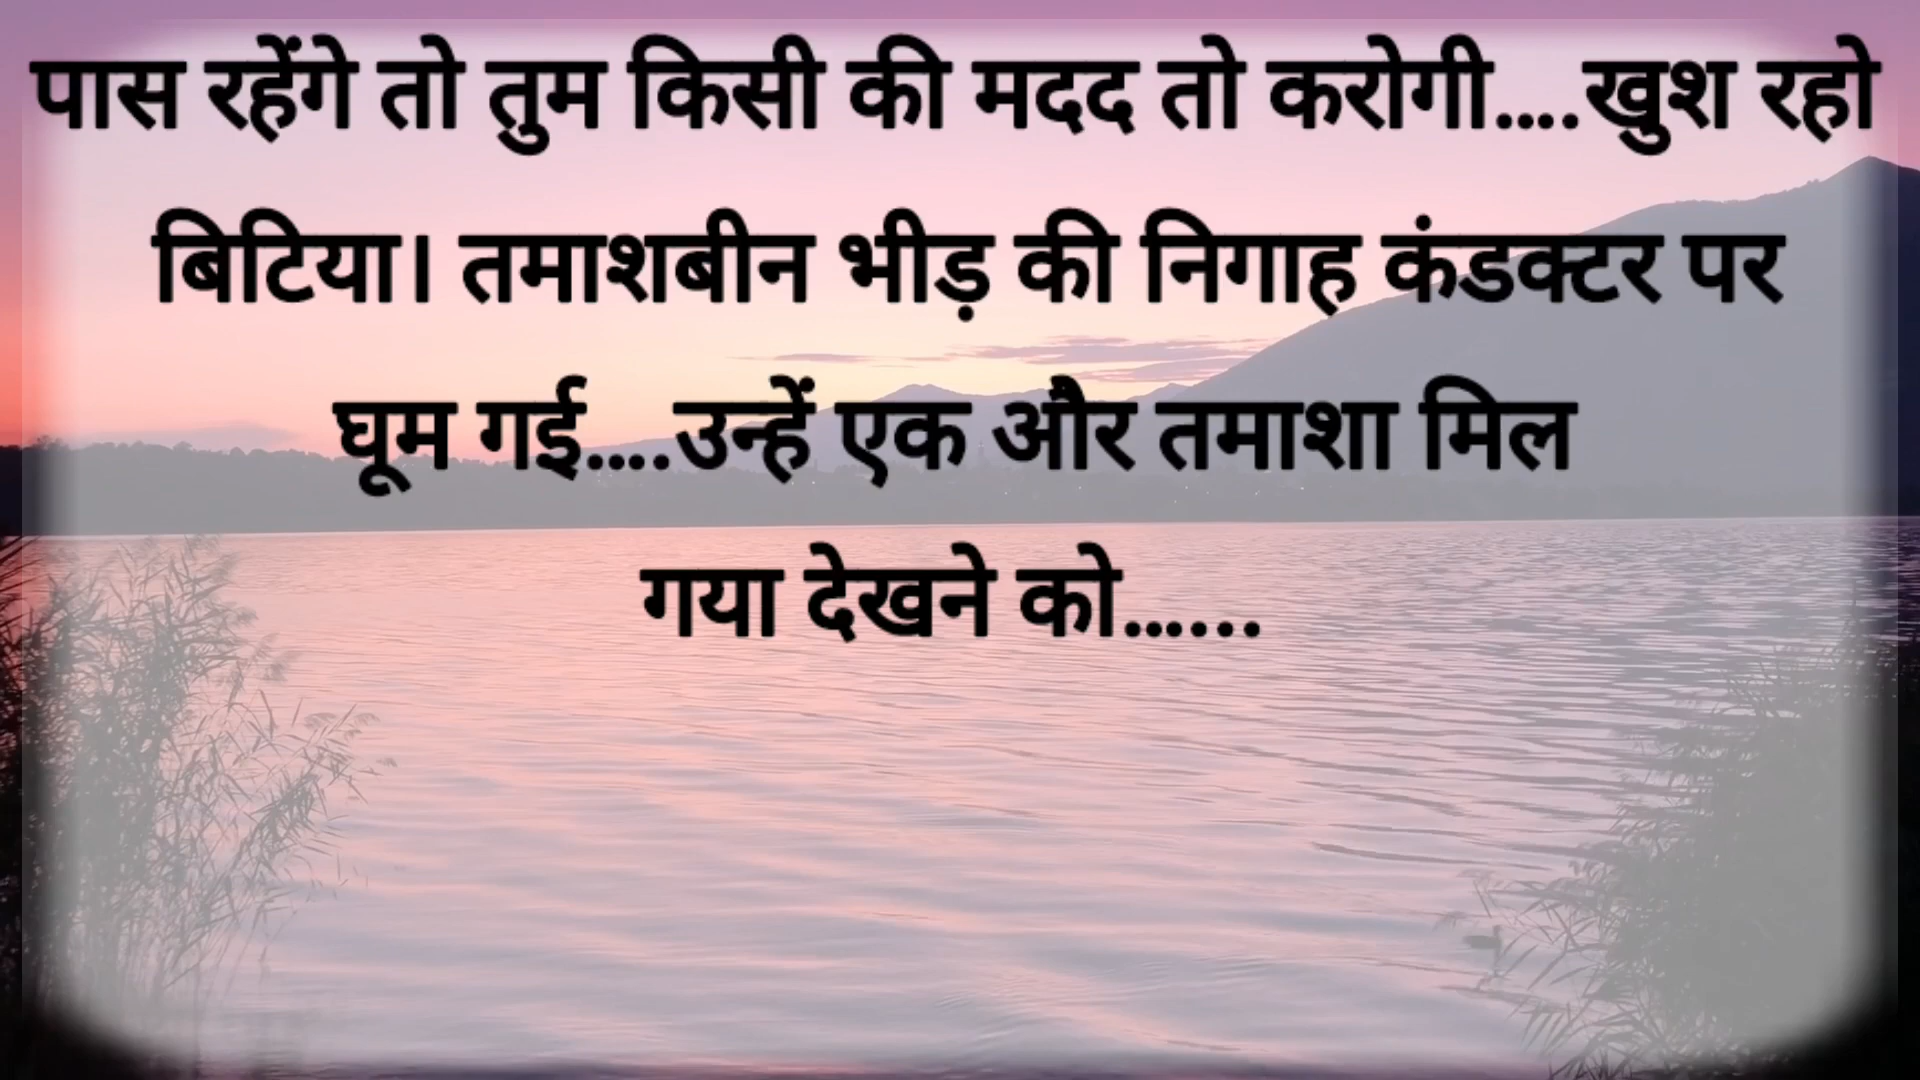 पास रहेंगे तो तुम किसी की मदद तो करोगी....खुश रहो
बिटिया। तमाशबीन भीड़ की निगाह कंडक्टर पर
घूम गई....उन्हें एक और तमाशा मिल
गया देखने को......